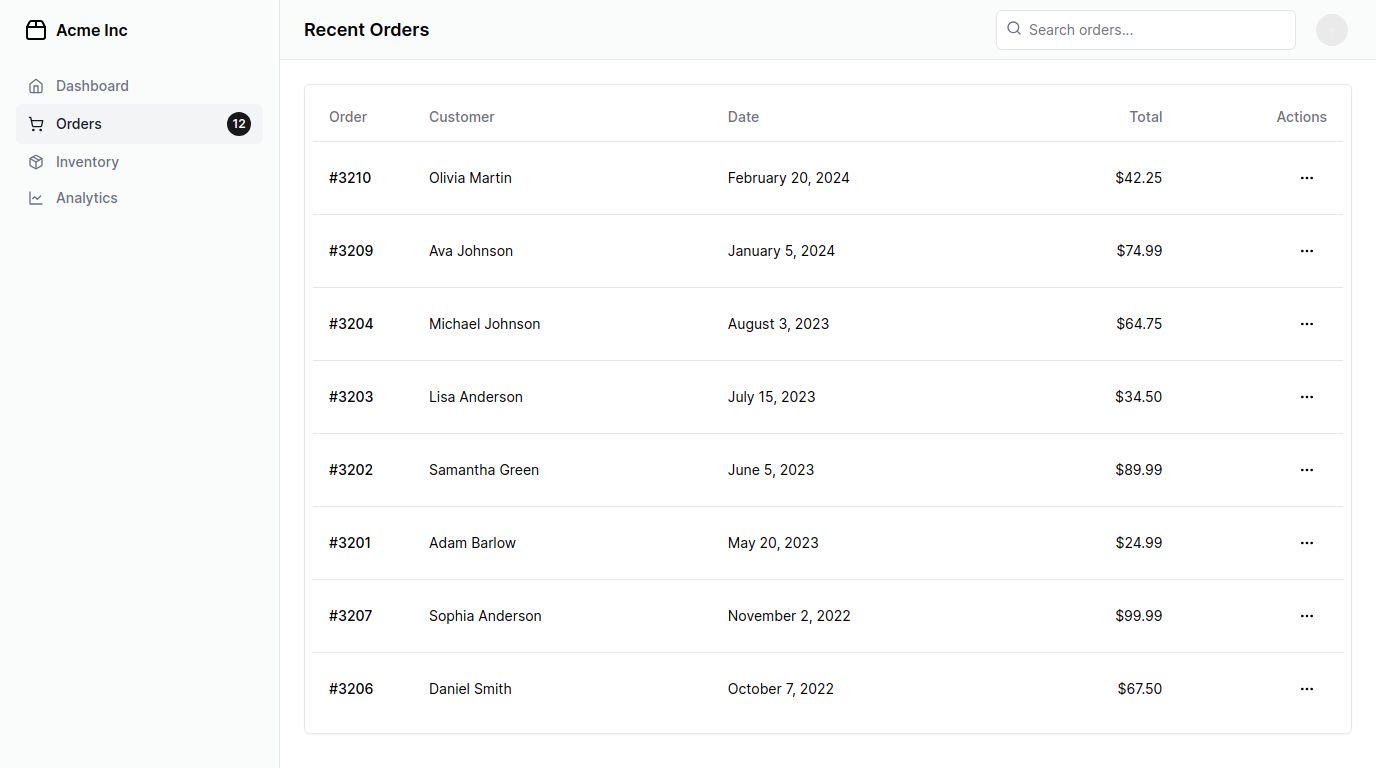 Acme Inc
Recent Orders
Search orders...
Dashboard
Orders 12
Inventory
Analytics
Order Customer Date Total Actions
#3210 Olivia Martin February 20, 2024 $42.25
#3209 Ava Johnson January 5, 2024 $74.99
#3204 Michael Johnson August 3, 2023 $64.75
#3203 Lisa Anderson July 15, 2023 $34.50
#3202 Samantha Green June 5, 2023 $89.99
#3201 Adam Barlow May 20, 2023 $24.99
#3207 Sophia Anderson November 2, 2022 $99.99
#3206 Daniel Smith October 7, 2022 $67.50